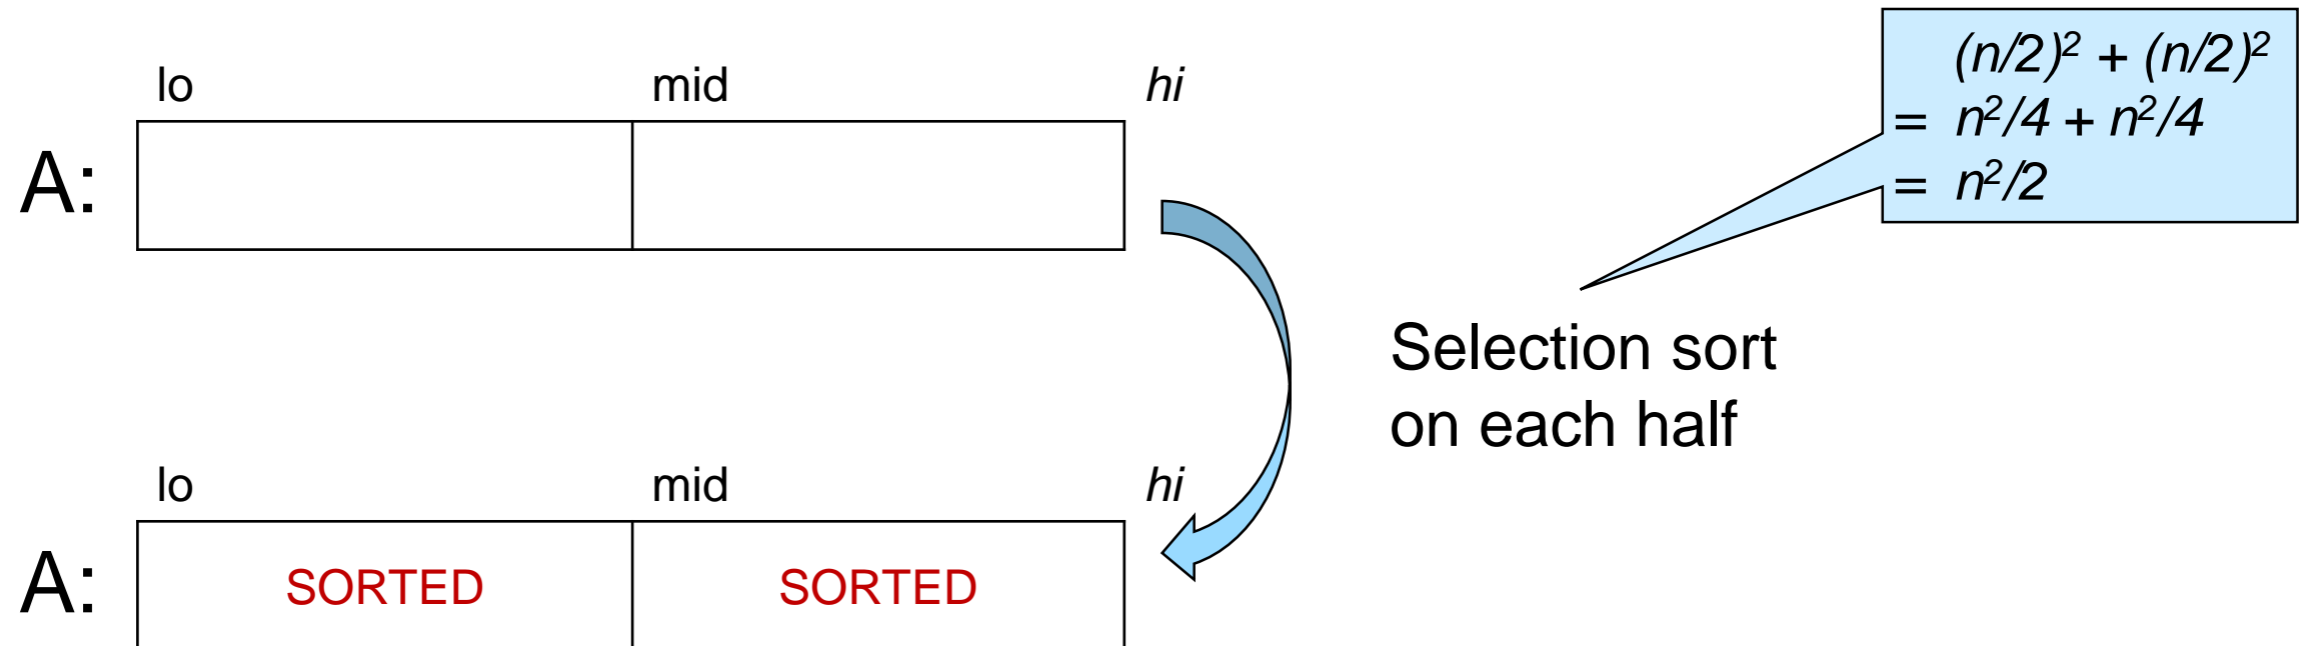 lo mid hi
A:
(n/2)² + (n/2)²
= n²/4 + n²/4
= n²/2
Selection sort
on each half
lo mid hi
A: SORTED SORTED